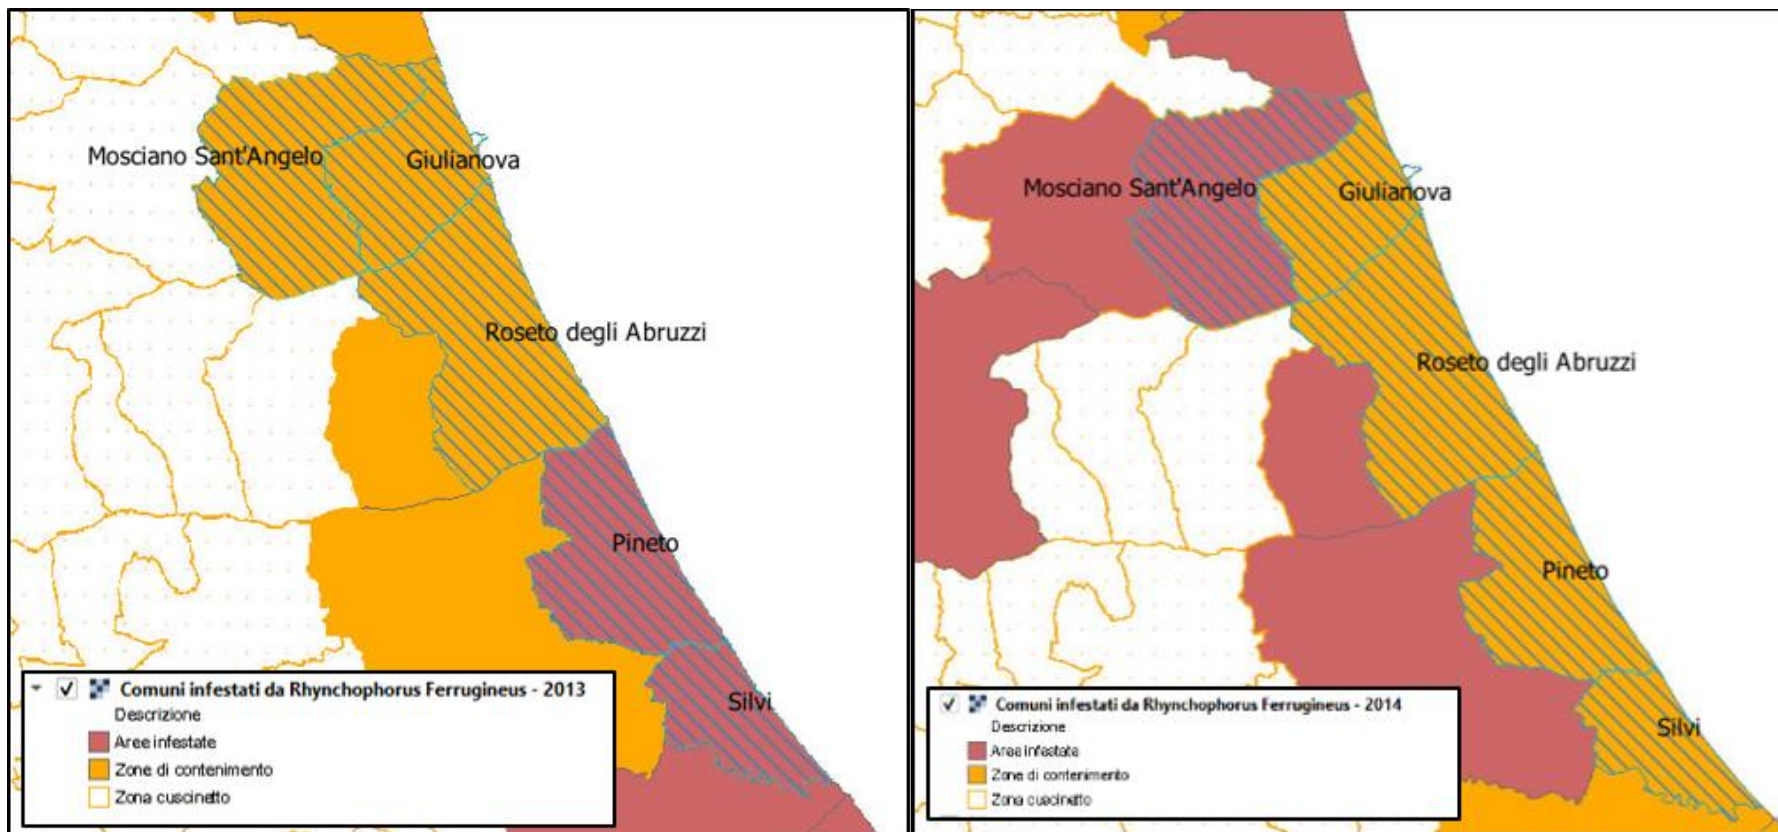 Mosciano Sant'Angelo
Giulianova
Roseto degli Abruzzi
Pineto
Silvi
Comuni infestati da Rhynchophorus Ferrugineus - 2013
Descrizione
Aree infestate
Zone di contenimento
Zona cuscinetto
Mosciano Sant'Angelo
Giulianova
Roseto degli Abruzzi
Pineto
Silvi
Comuni infestati da Rhynchophorus Ferrugineus - 2014
Descrizione
Aree infestate
Zone di contenimento
Zona cuscinetto